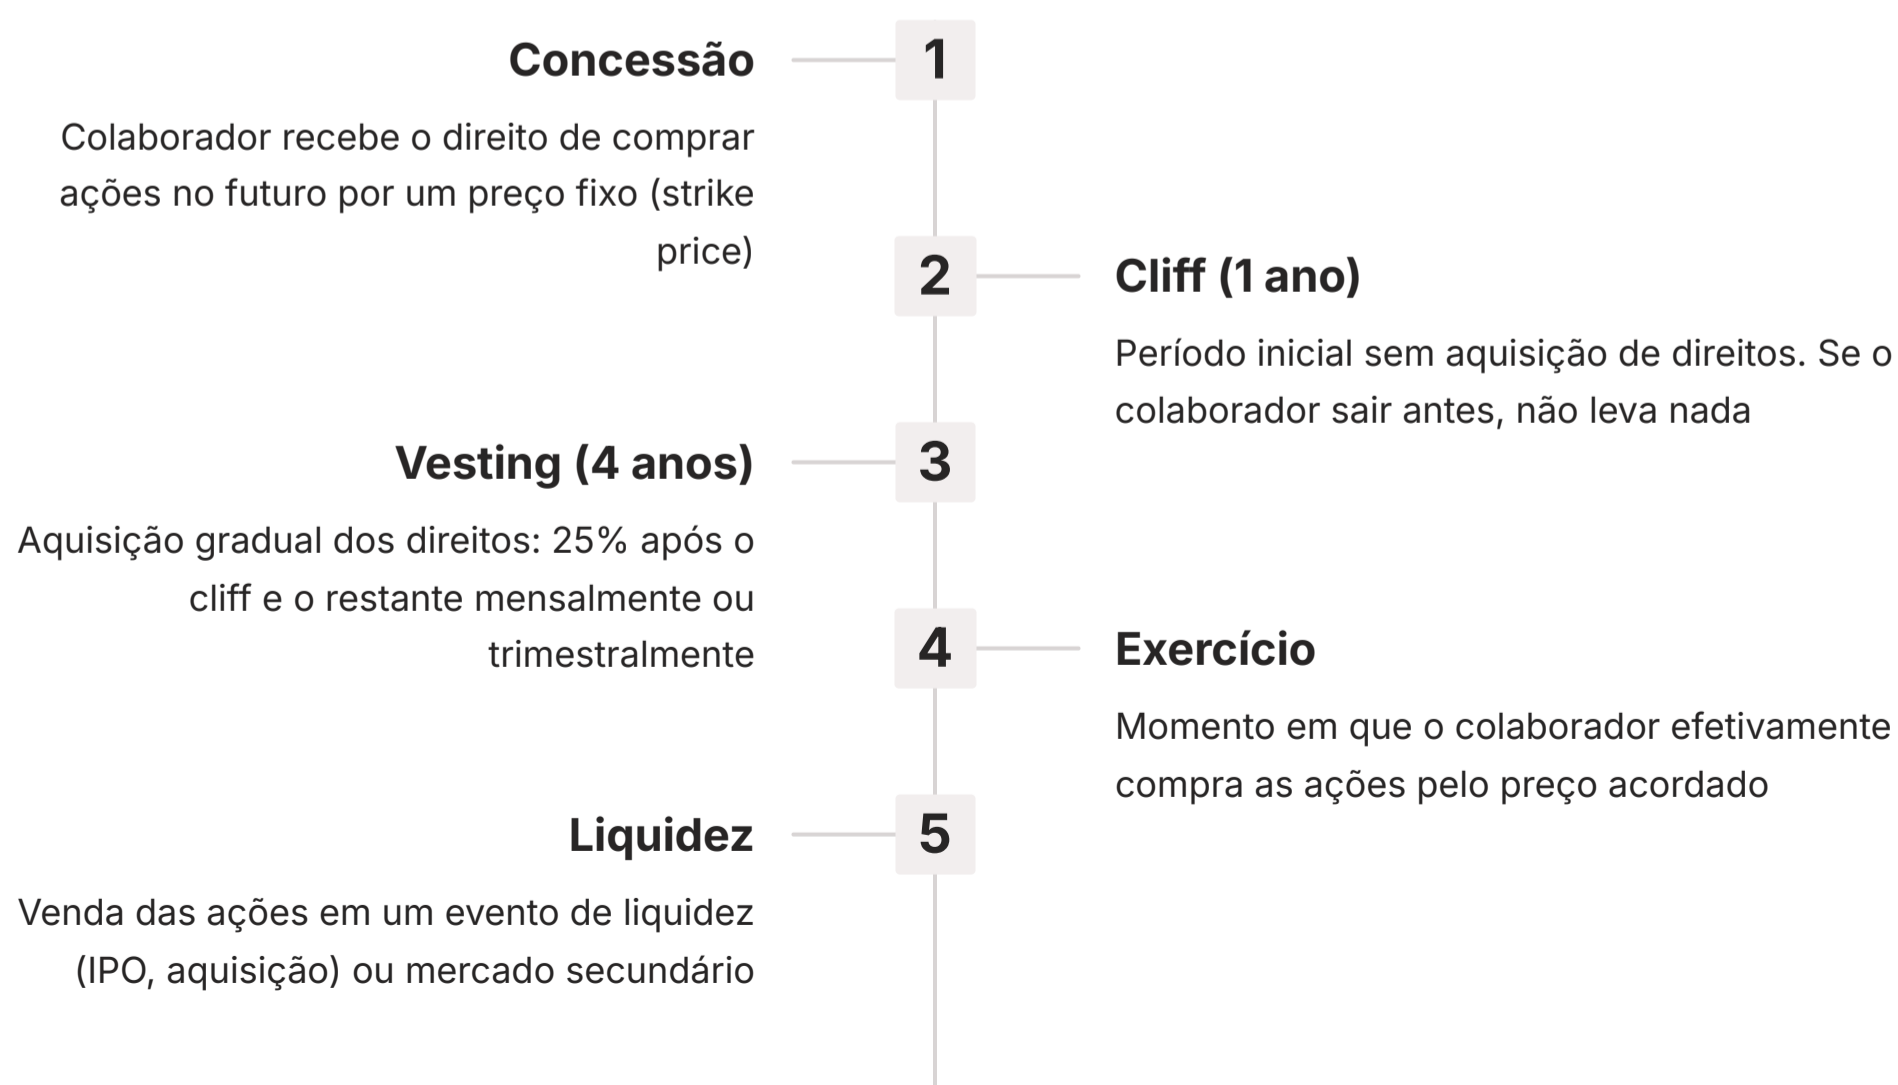 Concessão
1
Colaborador recebe o direito de comprar
ações no futuro por um preço fixo (strike
price)
2
Cliff (1 ano)
Período inicial sem aquisição de direitos. Se o
colaborador sair antes, não leva nada
Vesting (4 anos)
3
Aquisição gradual dos direitos: 25% após o
cliff e o restante mensalmente ou
trimestralmente
4
Exercício
Momento em que o colaborador efetivamente
compra as ações pelo preço acordado
Liquidez
5
Venda das ações em um evento de liquidez
(IPO, aquisição) ou mercado secundário